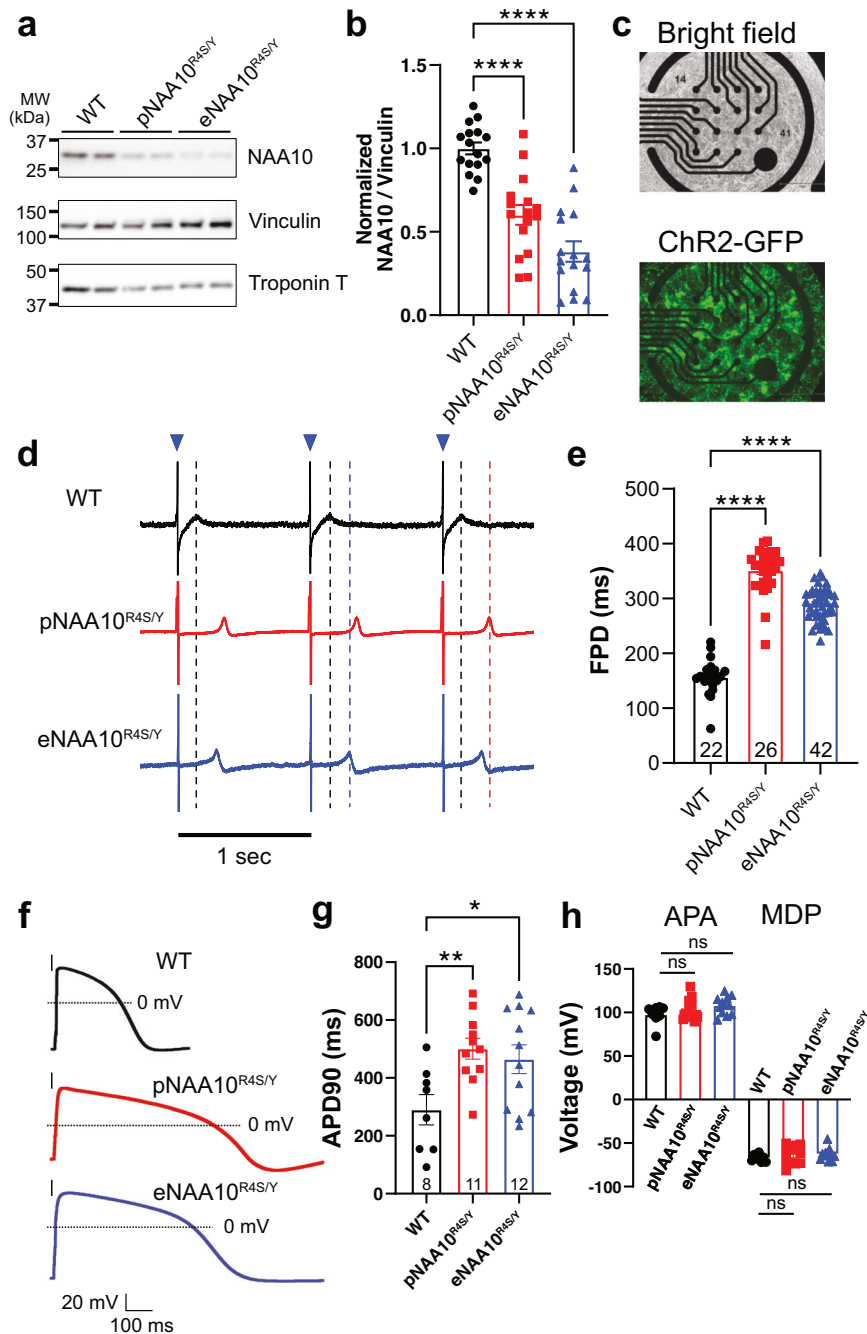 a
MW
(kDa)
WT
pNAA10R4S/Y
eNAA10R4S/Y
37
25
NAA10
150
100
Vinculin
50
37
Troponin T
b
****
****
Normalized
NAA10 / Vinculin
1.5
1.0
0.5
0.0
WT
pNAA10R4S/Y
eNAA10R4S/Y
c
Bright field
14
41
ChR2-GFP
d
WT
pNAA10R4S/Y
eNAA10R4S/Y
1 sec
e
****
****
FPD (ms)
500
400
300
200
100
0
22
26
42
WT
pNAA10R4S/Y
eNAA10R4S/Y
f
WT
0 mV
pNAA10R4S/Y
0 mV
eNAA10R4S/Y
0 mV
20 mV
100 ms
g
*
**
APD90 (ms)
800
600
400
200
0
8
11
12
WT
pNAA10R4S/Y
eNAA10R4S/Y
h
APA
MDP
ns
ns
Voltage (mV)
150
100
50
0
-50
-100
WT
pNAA10R4S/Y
eNAA10R4S/Y
WT
pNAA10R4S/Y
eNAA10R4S/Y
ns
ns